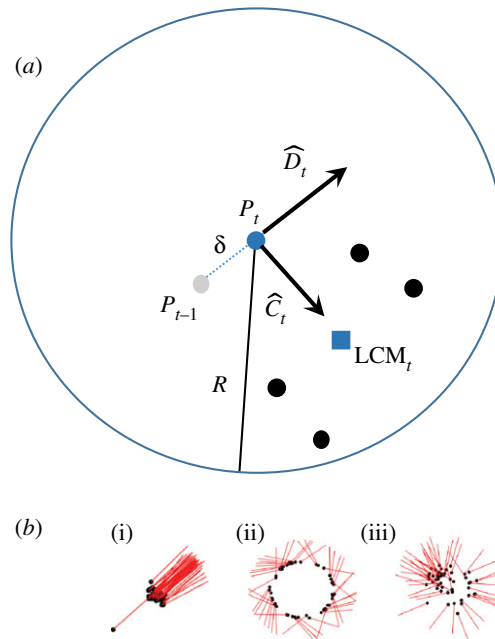 (a)
D̂ₜ
Pₜ
δ
Pₜ₋₁
Ĉₜ
LCMₜ
R
(b) (i) (ii) (iii)